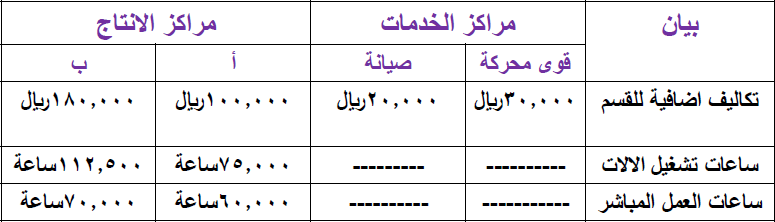 بيان مراكز الخدمات مراكز الانتاج
قوى محركة صيانة أ ب
تكاليف اضافية للقسم ٣٠,٠٠٠ريال ٢٠,٠٠٠ريال ١٠٠,٠٠٠ريال ١٨٠,٠٠٠ريال
ساعات تشغيل الالات ---------- --------- ٧٥,٠٠٠ساعة ١١٢,٥٠٠ساعة
ساعات العمل المباشر ----------- ---------- ٦٠,٠٠٠ساعة ٧٠,٠٠٠ساعة